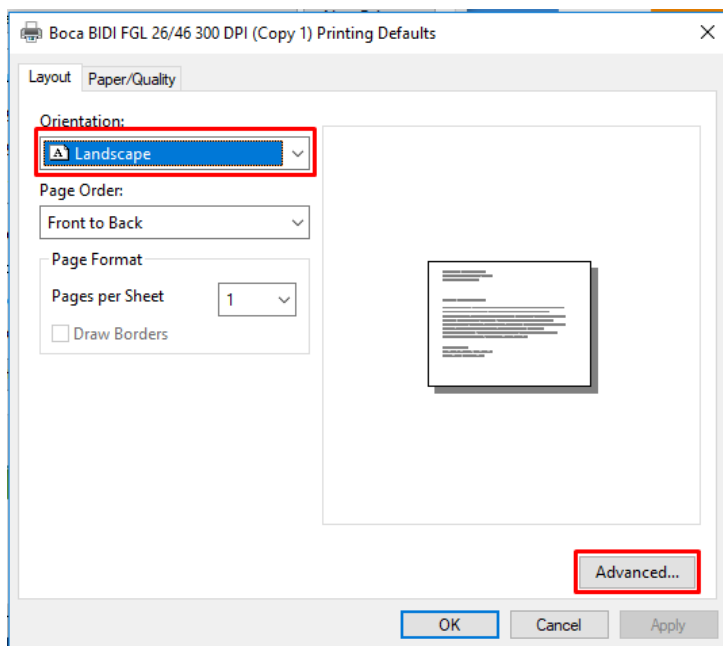 Boca BIDI FGL 26/46 300 DPI (Copy 1) Printing Defaults
Layout Paper/Quality
Orientation:
A Landscape
Page Order:
Front to Back
Page Format
Pages per Sheet 1
Draw Borders
Advanced...
OK Cancel Apply